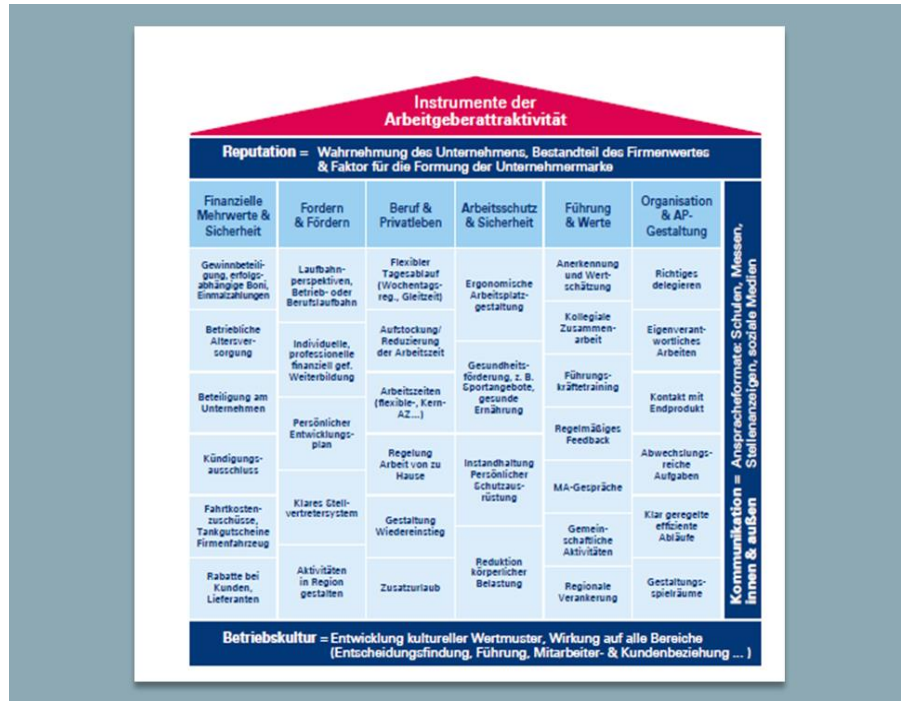 Instrumente der
Arbeitgeberattraktivität
Reputation = Wahrnehmung des Unternehmens, Bestandteil des Firmenwertes
& Faktor für die Formung der Unternehmermarke
Finanzielle
Mehrwerte &
Sicherheit
Gewinnbeteili-
gung, erfolgs-
abhängige Boni,
Einmalzahlungen
Betriebliche
Altersver-
sorgung
Beteiligung am
Unternehmen
Kündigungs-
ausschluss
Fahrtkosten-
zuschüsse,
Tankgutscheine
Firmenfahrzeug
Rabatte bei
Kunden,
Lieferanten
Fordern
& Fördern
Laufbahn-
perspektiven,
Betrieb- oder
Berufslaufbahn
Individuelle,
professionelle
finanziell gef.
Weiterbildung
Persönlicher
Entwicklungs-
plan
Klares Stell-
vertretersystem
Aktivitäten
in Region
gestalten
Beruf &
Privatleben
Flexibler
Tagesablauf
(Wochentags-
reg., Gleitzeit)
Aufstockung/
Reduzierung
der Arbeitszeit
Arbeitszeiten
(flexible-, Kern-
AZ...)
Regelung
Arbeit von zu
Hause
Gestaltung
Wiedereinstieg
Zusatzurlaub
Arbeitsschutz
& Sicherheit
Ergonomische
Arbeitsplatz-
gestaltung
Gesundheits-
förderung, z. B.
Sportangebote,
gesunde
Ernährung
Instandhaltung
Persönlicher
Schutzaus-
rüstung
Reduktion
körperlicher
Belastung
Führung
& Werte
Anerkennung
und Wert-
schätzung
Kollegiale
Zusammen-
arbeit
Führungs-
kräftetraining
Regelmäßiges
Feedback
MA-Gespräche
Gemein-
schaftliche
Aktivitäten
Regionale
Verankerung
Organisation
& AP-
Gestaltung
Richtiges
delegieren
Eigenverant-
wortliches
Arbeiten
Kontakt mit
Endprodukt
Abwechslungs-
reiche
Aufgaben
Klar geregelte
effiziente
Abläufe
Gestaltungs-
spielräume
Kommunikation = Anspracheformate: Schulen, Messen,
innen & außen Stellenanzeigen, soziale Medien
Betriebskultur = Entwicklung kultureller Wertmuster, Wirkung auf alle Bereiche
(Entscheidungsfindung, Führung, Mitarbeiter- & Kundenbeziehung ... )